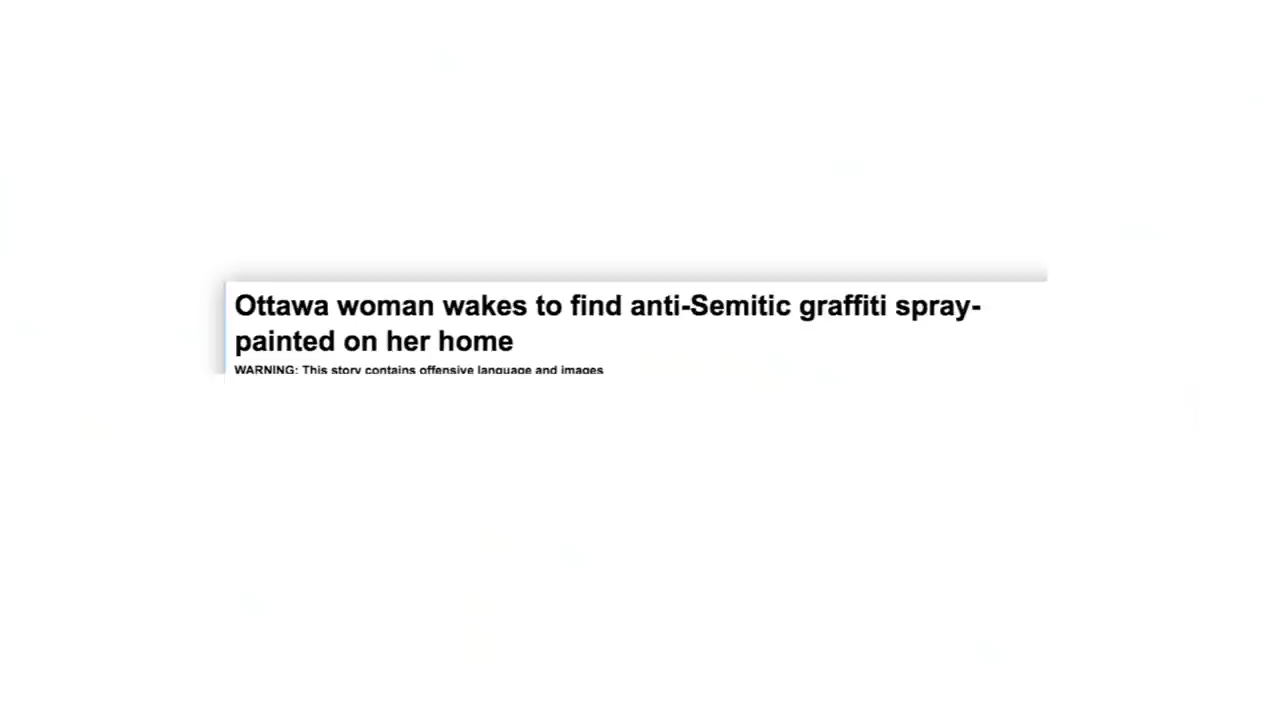 Ottawa woman wakes to find anti-Semitic graffiti spray-
painted on her home
WARNING: This story contains offensive language and images